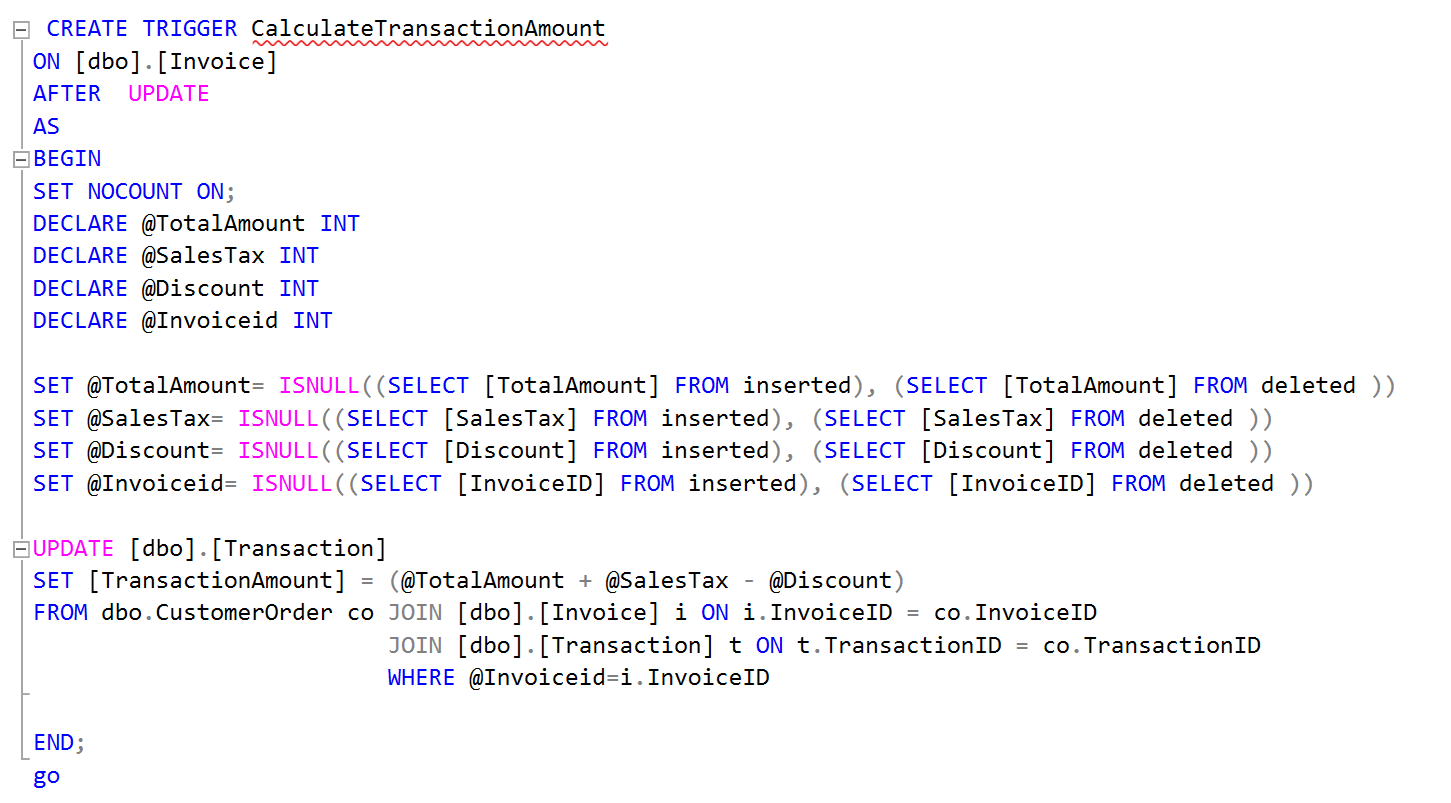 CREATE TRIGGER CalculateTransactionAmount
ON [dbo].[Invoice]
AFTER  UPDATE
AS
BEGIN
SET NOCOUNT ON;
DECLARE @TotalAmount INT
DECLARE @SalesTax INT
DECLARE @Discount INT
DECLARE @Invoiceid INT
SET @TotalAmount= ISNULL((SELECT [TotalAmount] FROM inserted), (SELECT [TotalAmount] FROM deleted ))
SET @SalesTax= ISNULL((SELECT [SalesTax] FROM inserted), (SELECT [SalesTax] FROM deleted ))
SET @Discount= ISNULL((SELECT [Discount] FROM inserted), (SELECT [Discount] FROM deleted ))
SET @Invoiceid= ISNULL((SELECT [InvoiceID] FROM inserted), (SELECT [InvoiceID] FROM deleted ))
UPDATE [dbo].[Transaction]
SET [TransactionAmount] = (@TotalAmount + @SalesTax - @Discount)
FROM dbo.CustomerOrder co JOIN [dbo].[Invoice] i ON i.InvoiceID = co.InvoiceID
JOIN [dbo].[Transaction] t ON t.TransactionID = co.TransactionID
WHERE @Invoiceid=i.InvoiceID
END;
go